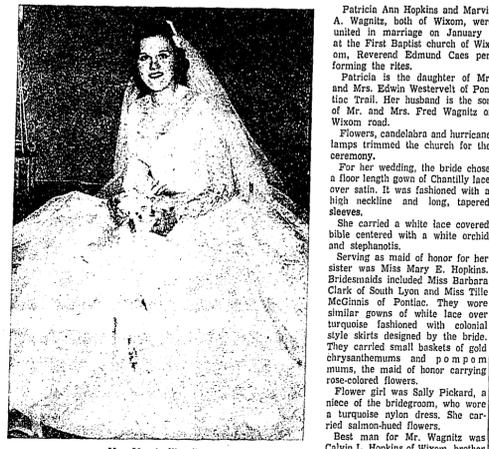 Patricia Ann Hopkins and Marvi
A. Wagnitz, both of Wixom, wer
united in marriage on January
at the First Baptist church of Wix
om, Reverend Edmund Caes per
forming the rites.
Patricia is the daughter of Mr
and Mrs. Edwin Westervelt of Pon
tiac Trail. Her husband is the son
of Mr. and Mrs. Fred Wagnitz o
Wixom road.
Flowers, candelabra and hurricane
lamps trimmed the church for the
ceremony.
For her wedding, the bride chose
a floor length gown of Chantilly lace
over satin. It was fashioned with a
high neckline and long, tapered
sleeves.
She carried a white lace covered
bible centered with a white orchid
and stephanotis.
Serving as maid of honor for her
sister was Miss Mary E. Hopkins.
Bridesmaids included Miss Barbara
Clark of South Lyon and Miss Tille
McGinnis of Pontiac. They wore
similar gowns of white lace over
turquoise fashioned with colonial
style skirts designed by the bride.
They carried small baskets of gold
chrysanthemums and pompom
mums, the maid of honor carrying
rose-colored flowers.
Flower girl was Sally Pickard, a
niece of the bridegroom, who wore
a turquoise nylon dress. She car-
ried salmon-hued flowers.
Best man for Mr. Wagnitz was
Calvin L. Hopkins of Wixom, brother